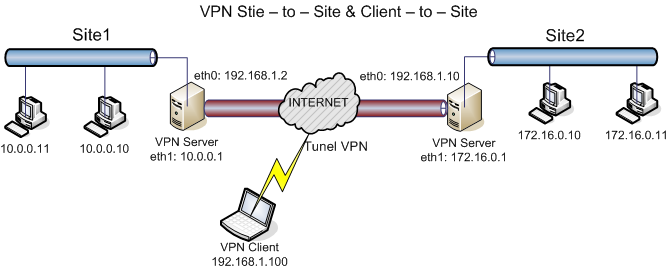 VPN Stie – to – Site & Client – to – Site
Site1
Site2
eth0: 192.168.1.2
eth0: 192.168.1.10
INTERNET
10.0.0.11
10.0.0.10
VPN Server
eth1: 10.0.0.1
Tunel VPN
VPN Server
eth1: 172.16.0.1
172.16.0.10
172.16.0.11
VPN Client
192.168.1.100